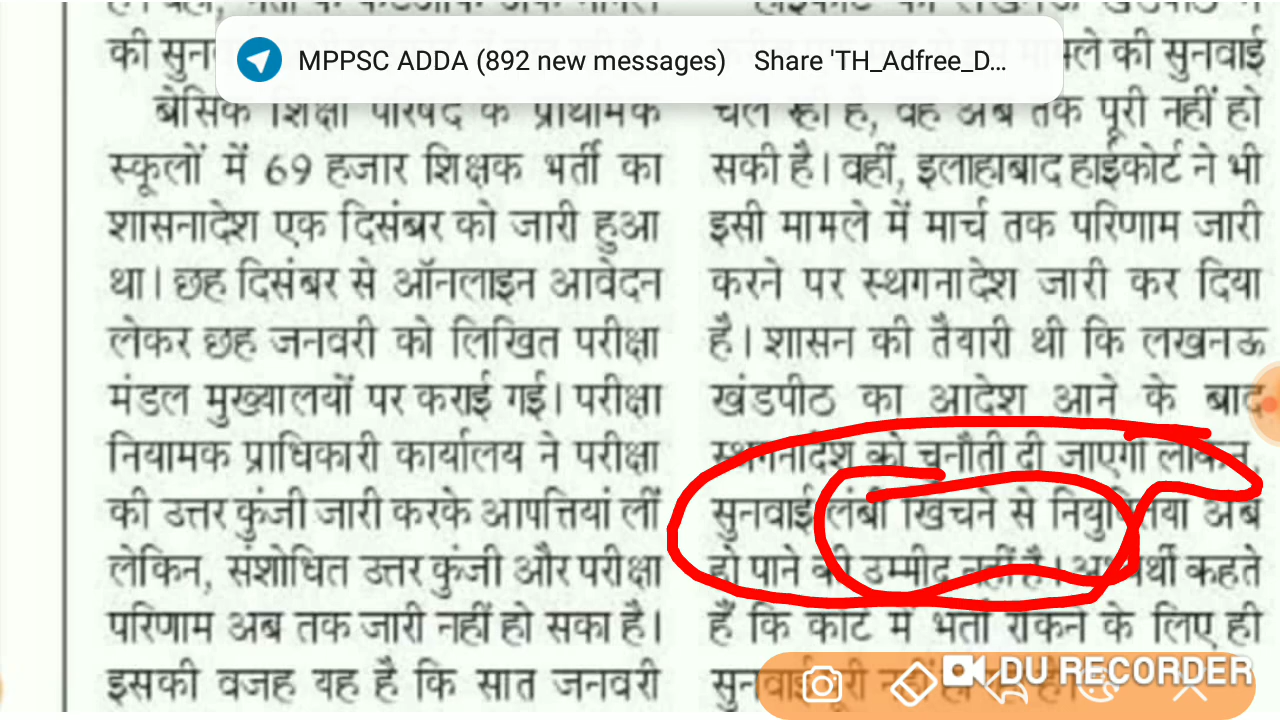 MPPSC ADDA (892 new messages) Share 'TH_Adfree_D...
की सुन
बेसिक शिक्षा परिषद के प्राथमिक
स्कूलों में 69 हजार शिक्षक भर्ती का
शासनादेश एक दिसंबर को जारी हुआ
था। छह दिसंबर से ऑनलाइन आवेदन
लेकर छह जनवरी को लिखित परीक्षा
मंडल मुख्यालयों पर कराई गई। परीक्षा
नियामक प्राधिकारी कार्यालय ने परीक्षा
की उत्तर कुंजी जारी करके आपत्तियां लीं
लेकिन, संशोधित उत्तर कुंजी और परीक्षा
परिणाम अब तक जारी नहीं हो सका है।
इसकी वजह यह है कि सात जनवरी
मले की सुनवाई
चल रही है, वह अब तक पूरी नहीं हो
सकी है। वहीं, इलाहाबाद हाईकोर्ट ने भी
इसी मामले में मार्च तक परिणाम जारी
करने पर स्थगनादेश जारी कर दिया
है। शासन की तैयारी थी कि लखनऊ
खंडपीठ का आदेश आने के बाद
स्थगनादेश को चुनौती दी जाएगी लेकिन,
सुनवाई लंबी खिंचने से नियुक्तियां अब
हो पाने की उम्मीद नहीं है। अभ्यर्थी कहते
हैं कि कोर्ट में भर्ती रोकने के लिए ही
DU RECORDER